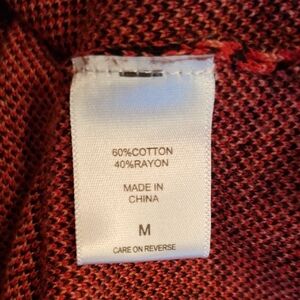 60%COTTON
40%RAYON
MADE IN
CHINA
M
CARE ON REVERSE